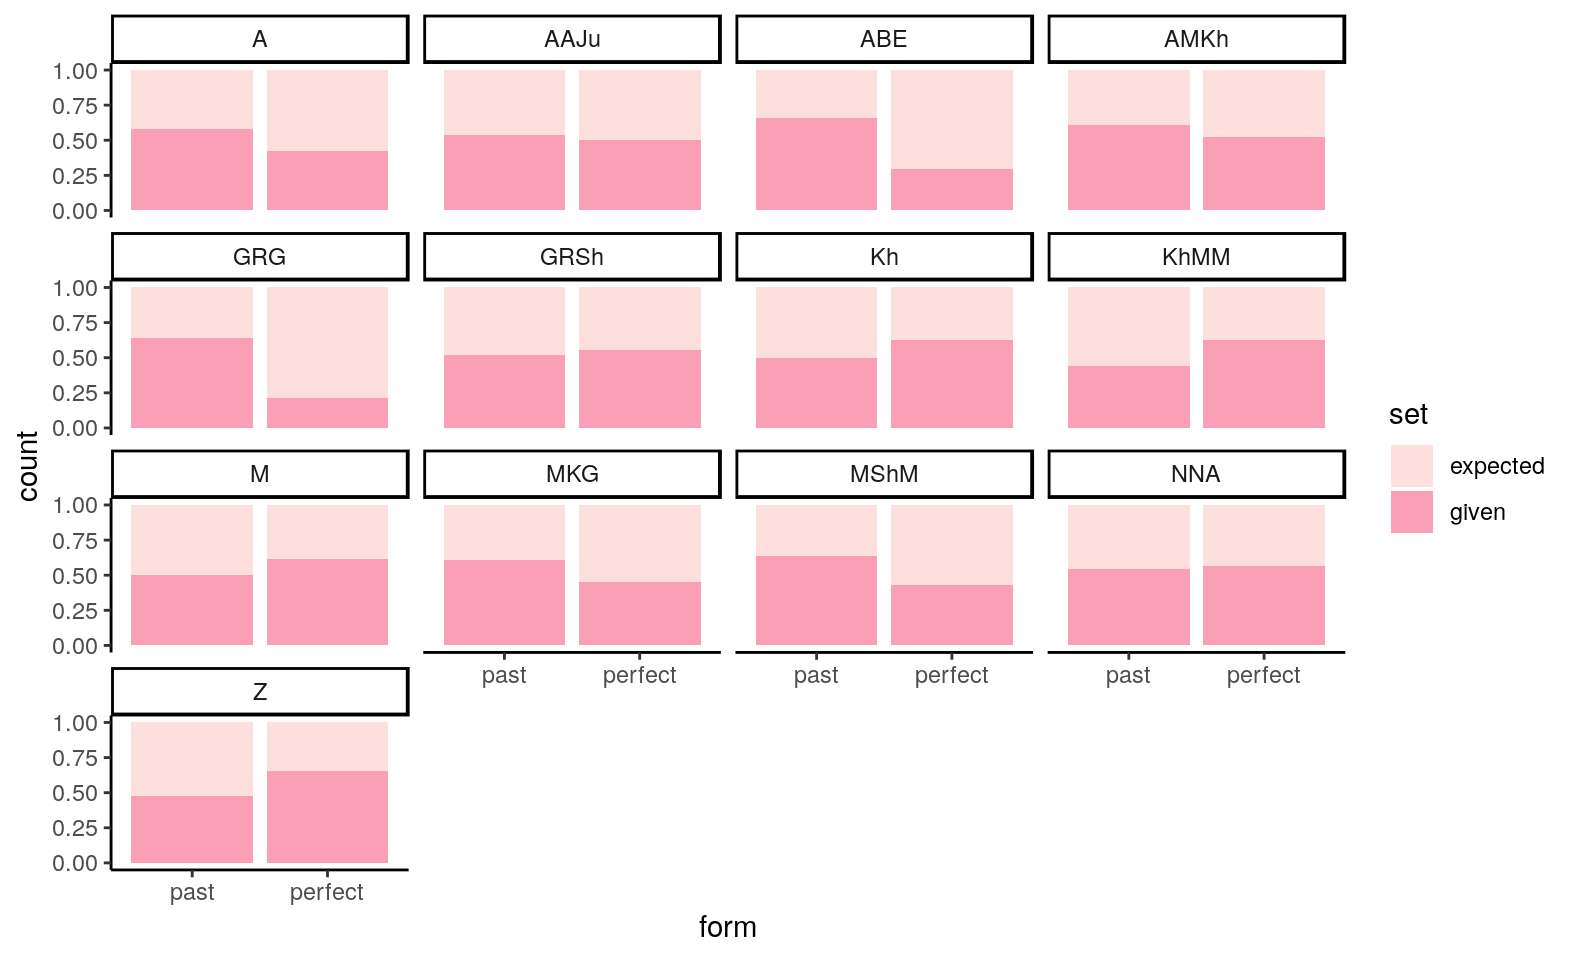 A AAJu ABE AMKh
1.00
0.75
0.50
0.25
0.00
GRG GRSh Kh KhMM
1.00
0.75
0.50
0.25
0.00
M MKG MShM NNA
1.00
0.75
0.50
0.25
0.00
past perfect past perfect past perfect
Z
1.00
0.75
0.50
0.25
0.00
past perfect
form
count
set
expected
given